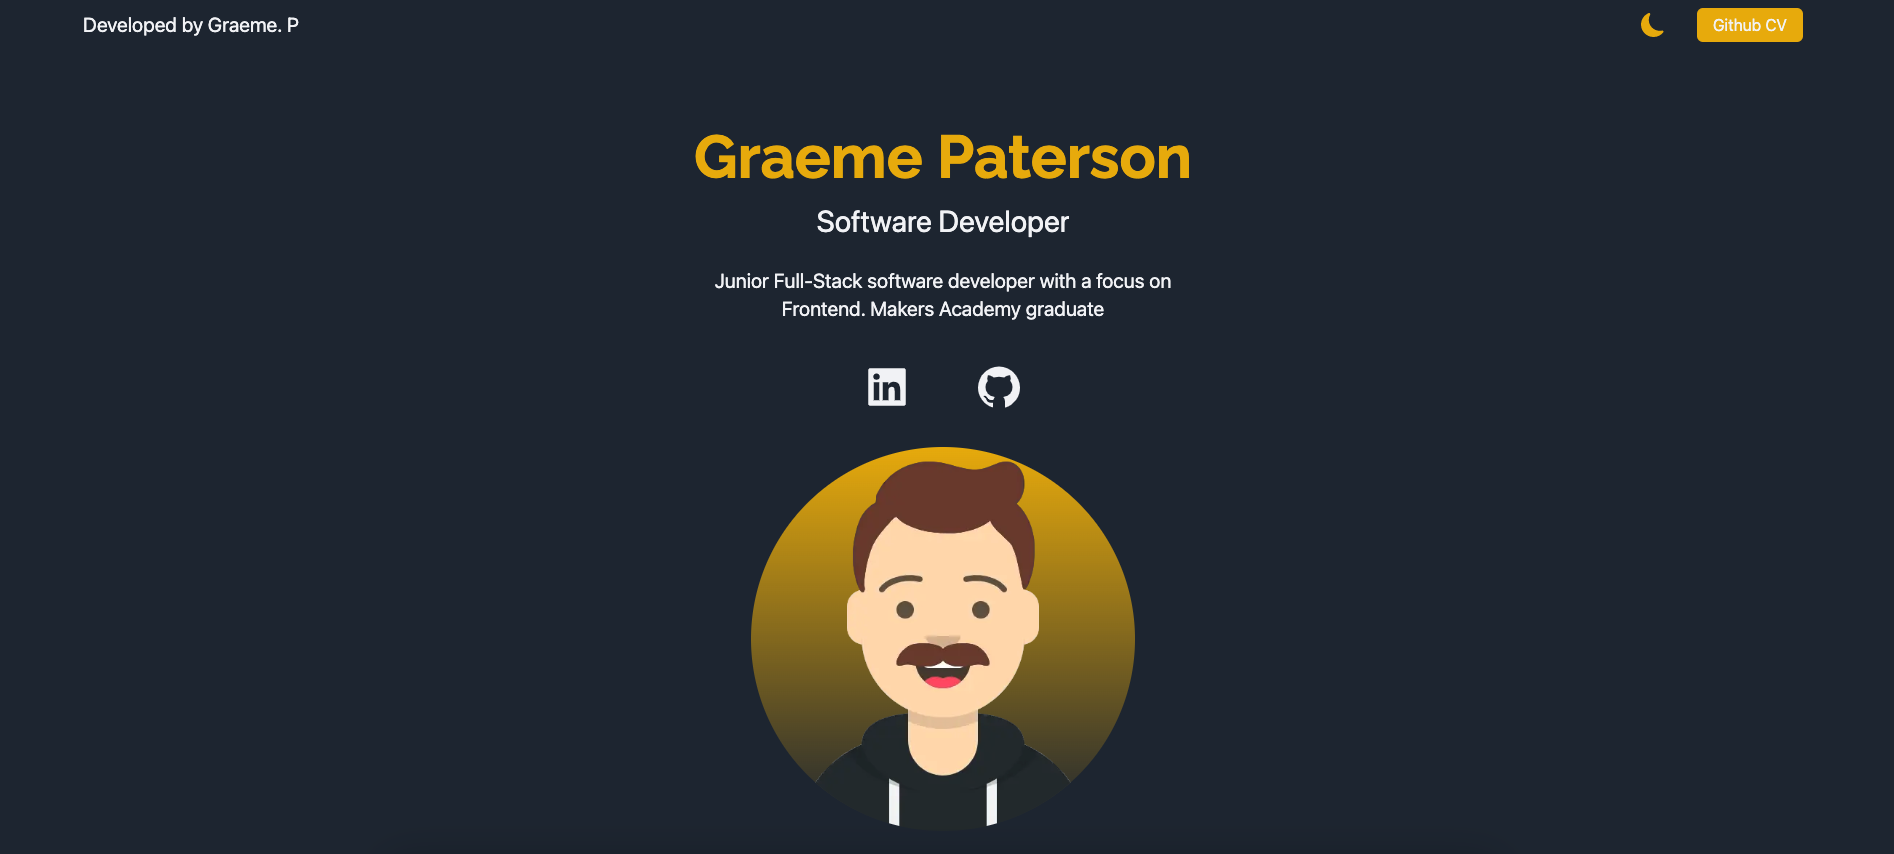 Developed by Graeme. P
Github CV
Graeme Paterson
Software Developer
Junior Full-Stack software developer with a focus on
Frontend. Makers Academy graduate
in